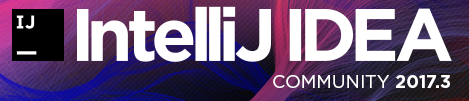 IJ
IntelliJ IDEA
COMMUNITY 2017.3